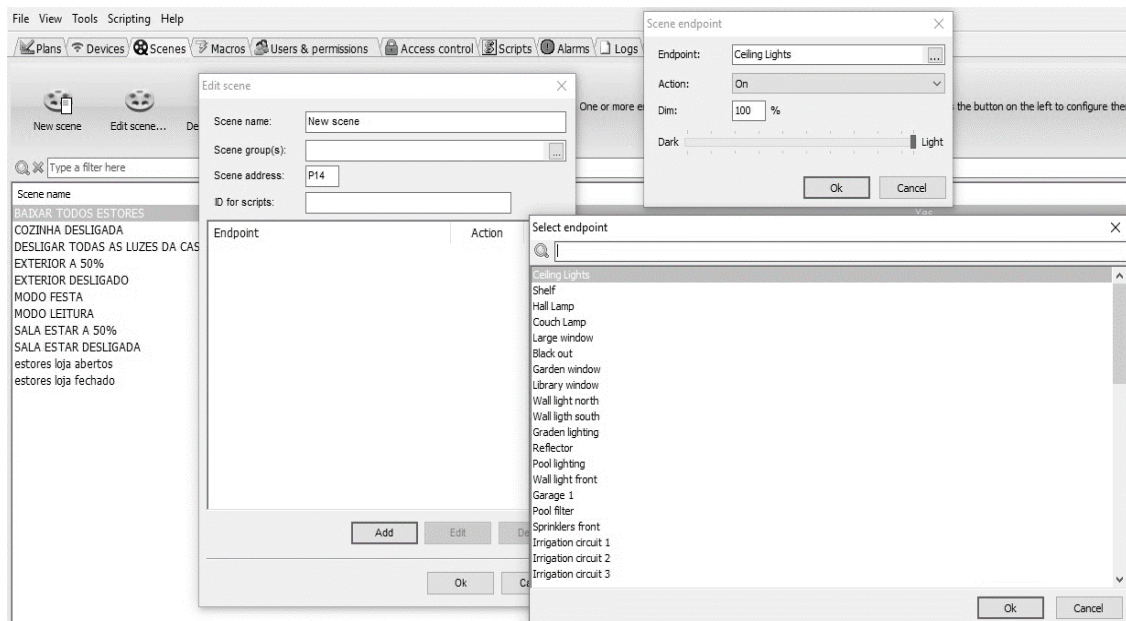 File View Tools Scripting Help
Plans Devices Scenes Macros Users & permissions Access control Scripts Alarms Logs
New scene Edit scene... De
One or more e
the button on the left to configure the
Type a filter here
Scene name
BAIXAR TODOS ESTORES
COZINHA DESLIGADA
DESLIGAR TODAS AS LUZES DA CAS
EXTERIOR A 50%
EXTERIOR DESLIGADO
MODO FESTA
MODO LEITURA
SALA ESTAR A 50%
SALA ESTAR DESLIGADA
estores loja abertos
estores loja fechado
Edit scene
Scene name: New scene
Scene group(s): ...
Scene address: P14
ID for scripts:
Endpoint Action
Add Edit De
Ok Ca
Scene endpoint
Endpoint: Ceiling Lights ...
Action: On
Dim: 100 %
Dark Light
Ok Cancel
Select endpoint
Ceiling Lights
Shelf
Hall Lamp
Couch Lamp
Large window
Black out
Garden window
Library window
Wall light north
Wall ligth south
Graden lighting
Reflector
Pool lighting
Wall light front
Garage 1
Pool filter
Sprinklers front
Irrigation circuit 1
Irrigation circuit 2
Irrigation circuit 3
Ok Cancel